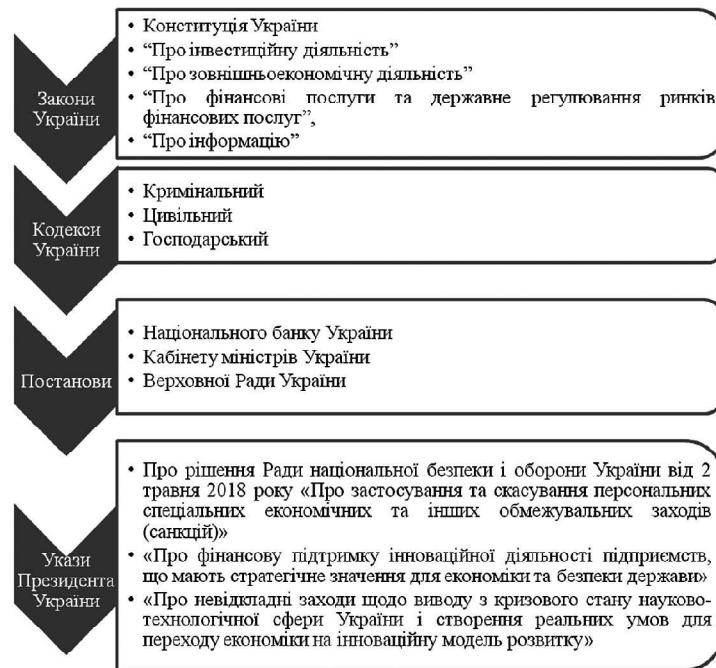 Закони
України
• Конституція України
• “Про інвестиційну діяльність”
• “Про зовнішньоекономічну діяльність”
• “Про фінансові послуги та державне регулювання ринків
фінансових послуг”,
• “Про інформацію”
Кодекси
України
• Кримінальний
• Цивільний
• Господарський
Постанови
• Національного банку України
• Кабінету міністрів України
• Верховної Ради України
Укази
Президента
України
• Про рішення Ради національної безпеки і оборони України від 2
травня 2018 року «Про застосування та скасування персональних
спеціальних економічних та інших обмежувальних заходів
(санкцій)»
• «Про фінансову підтримку інноваційної діяльності підприємств,
що мають стратегічне значення для економіки та безпеки держави»
• «Про невідкладні заходи щодо виводу з кризового стану науково-
технологічної сфери України і створення реальних умов для
переходу економіки на інноваційну модель розвитку»